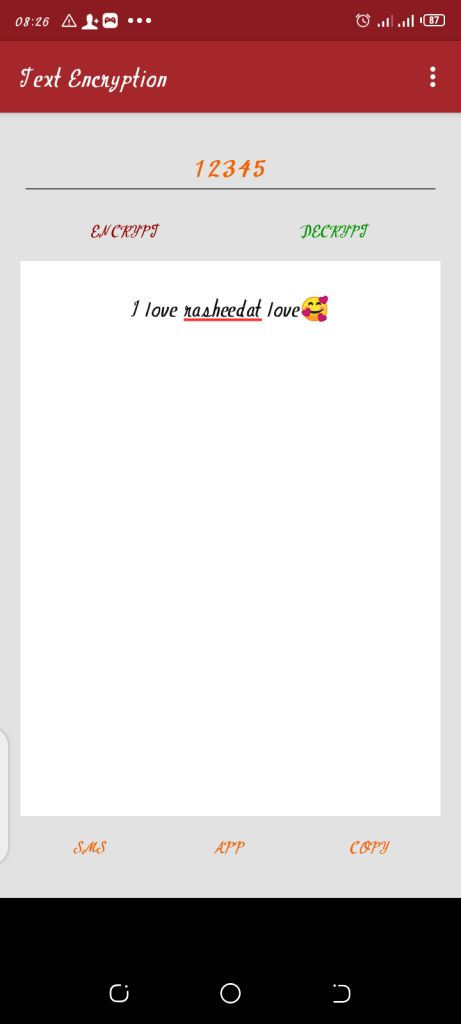 08:26 87
Text Encryption
12345
ENCRYPT DECRYPT
I love rasheedat love🥰
SMS APP COPY